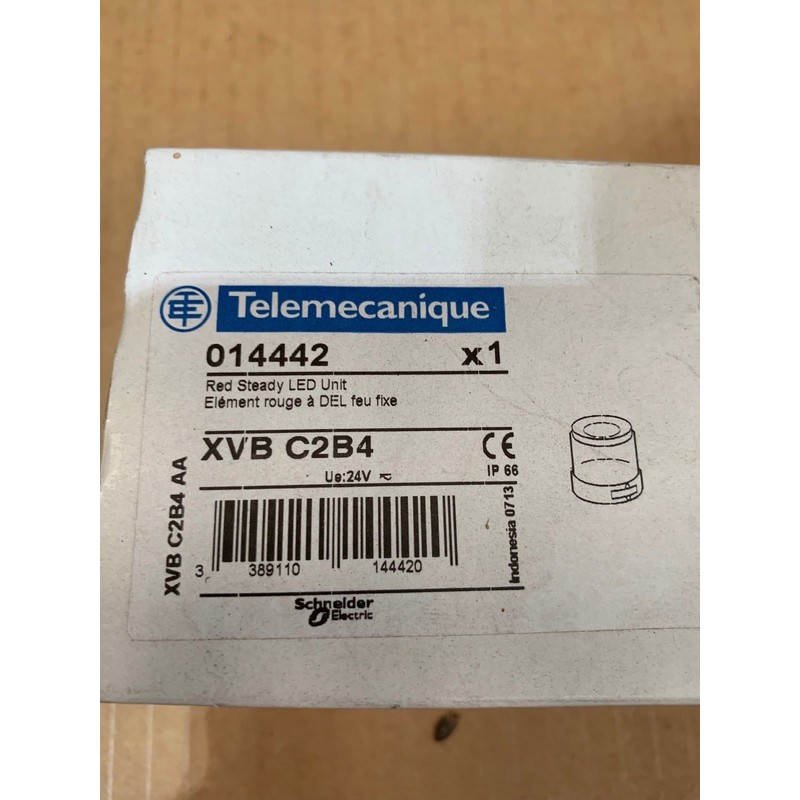 Telemecanique
014442 x1
Red Steady LED Unit
Elément rouge à DEL feu fixe
XVB C2B4 CE
Ue:24V IP 66
XVB C2B4 AA
Indonesia 0713
3 389110 144420
Schneider
Electric